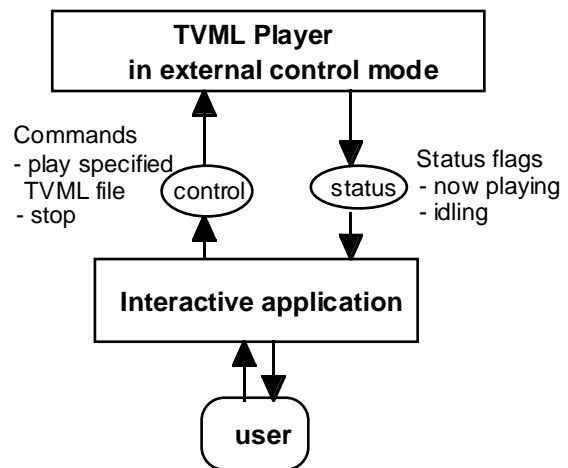 TVML Player
in external control mode
Commands
- play specified
TVML file
- stop
control
status
Status flags
- now playing
- idling
Interactive application
user